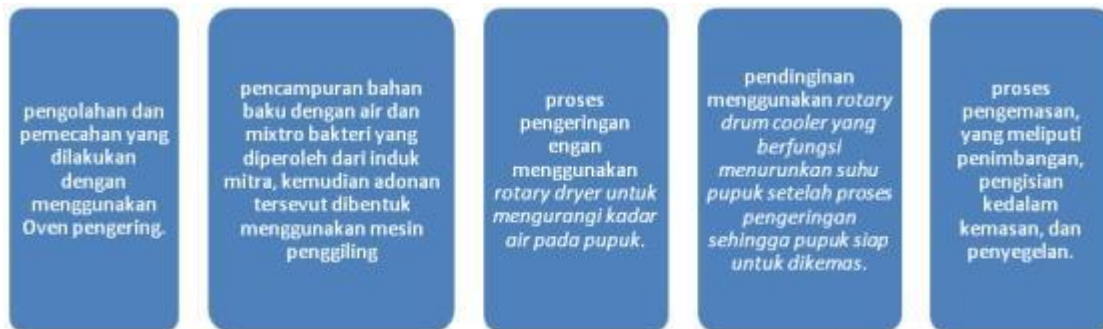 pengolahan dan
pemecahan yang
dilakukan
dengan
menggunakan
Oven pengering.
pencampuran bahan
baku dengan air dan
mixtro bakteri yang
diperoleh dari induk
mitra, kemudian adonan
tersevut dibentuk
menggunakan mesin
penggiling
proses
pengeringan
engan
menggunakan
rotary dryer untuk
mengurangi kadar
air pada pupuk.
pendinginan
menggunakan rotary
drum cooler yang
berfungsi
menurunkan suhu
pupuk setelah proses
pengeringan
sehingga pupuk siap
untuk dikemas.
proses
pengemasan,
yang meliputi
penimbangan,
pengisian
kedalam
kemasan, dan
penyegelan.